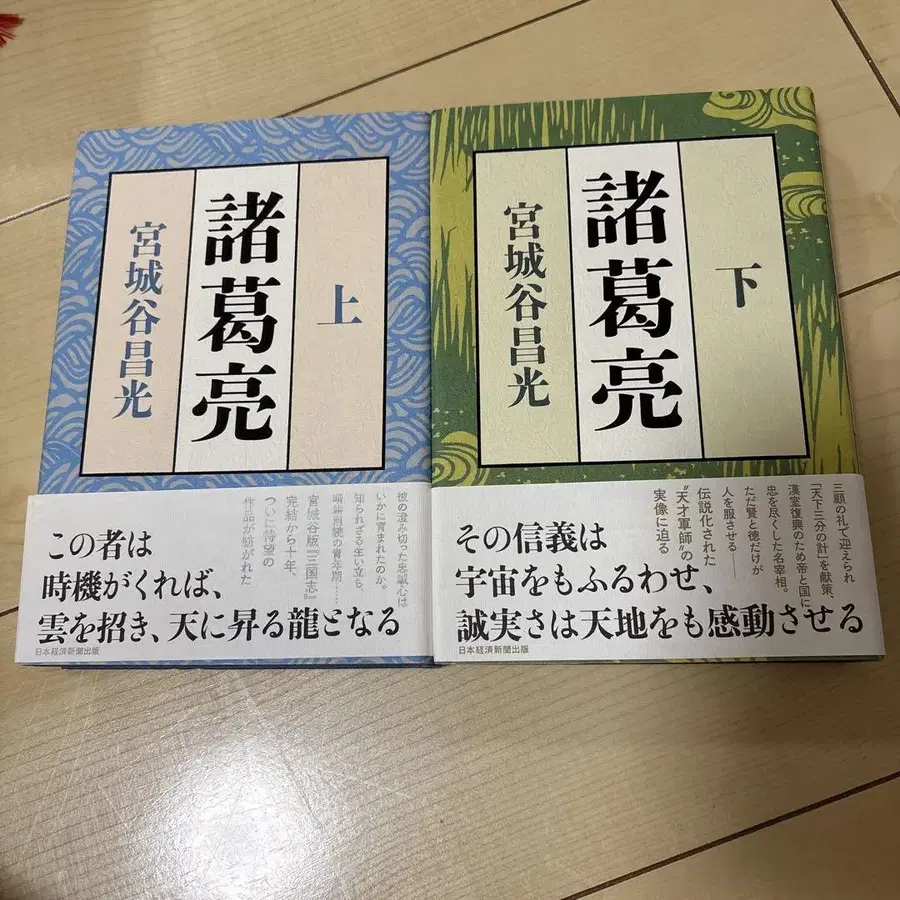 上
諸葛亮
宮城谷昌光
彼の澄み切った忠誠心は
いかに育まれたのか。
知られざる生い立ち、
晴耕雨読の青年期……
宮城谷版『三国志』
完結から十年、
ついに待望の
作品が紡がれた
この者は
時機がくれば、
雲を招き、天に昇る龍となる
日本経済新聞出版
下
諸葛亮
宮城谷昌光
三顧の礼で迎えられ
「天下三分の計」を献策、
漢室復興のため帝と国に
忠を尽くした名宰相。
ただ賢と徳だけが
人を服させる——
伝説化された
“天才軍師”の
実像に迫る
その信義は
宇宙をもふるわせ、
誠実さは天地をも感動させる
日本経済新聞出版